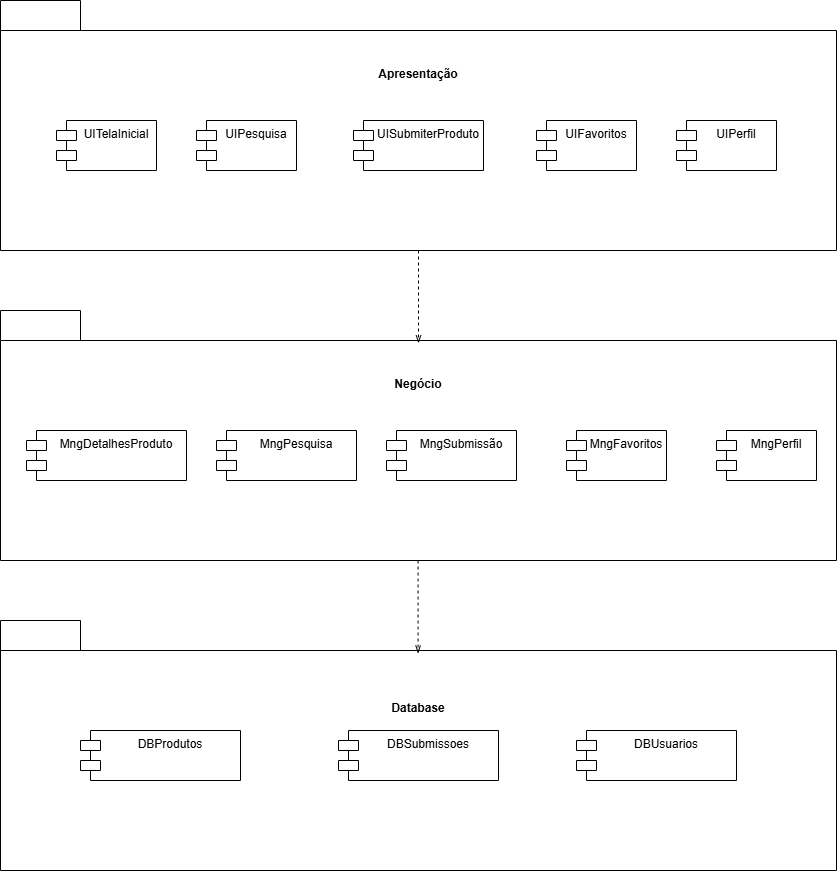 Apresentação
UITelaInicial
UIPesquisa
UISubmiterProduto
UIFavoritos
UIPerfil
Negócio
MngDetalhesProduto
MngPesquisa
MngSubmissão
MngFavoritos
MngPerfil
Database
DBProdutos
DBSubmissoes
DBUsuarios